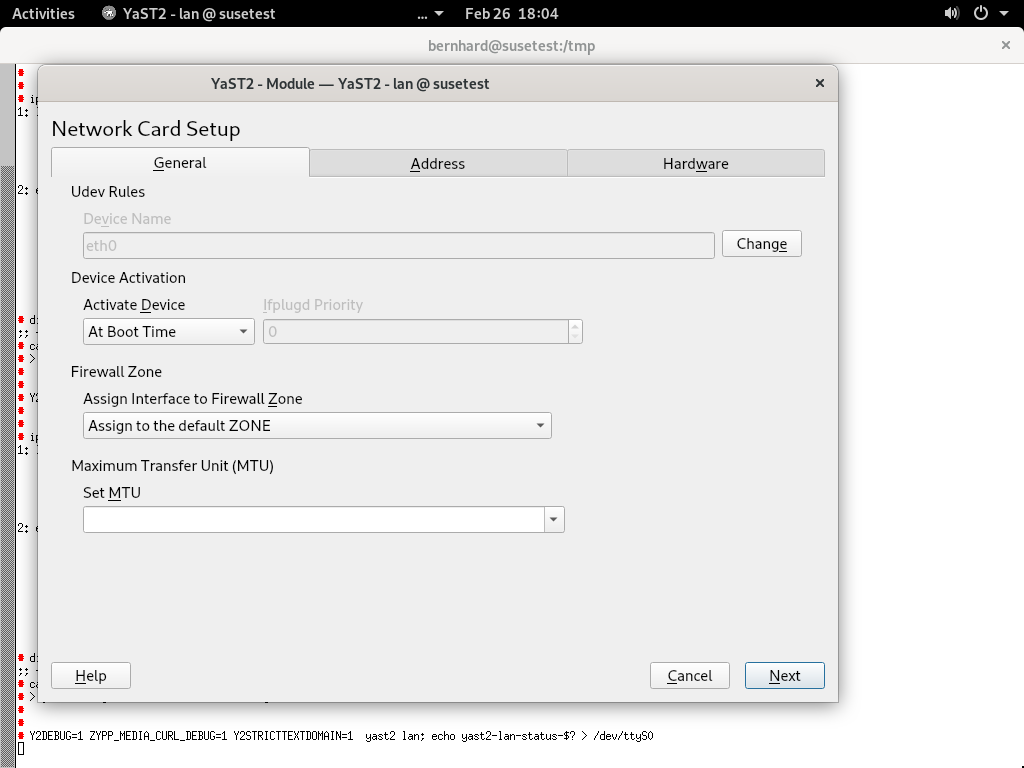 Activities YaST2 - lan @ susetest ... Feb 26 18:04
bernhard@susetest:/tmp
YaST2 - Module — YaST2 - lan @ susetest
Network Card Setup
General Address Hardware
Udev Rules
Device Name
eth0 Change
Device Activation
Activate Device Ifplugd Priority
At Boot Time 0
Firewall Zone
Assign Interface to Firewall Zone
Assign to the default ZONE
Maximum Transfer Unit (MTU)
Set MTU
Help Cancel Next
# Y2DEBUG=1 ZYPP_MEDIA_CURL_DEBUG=1 Y2STRICTTEXTDOMAIN=1 yast2 lan; echo yast2-lan-status-$? > /dev/ttyS0